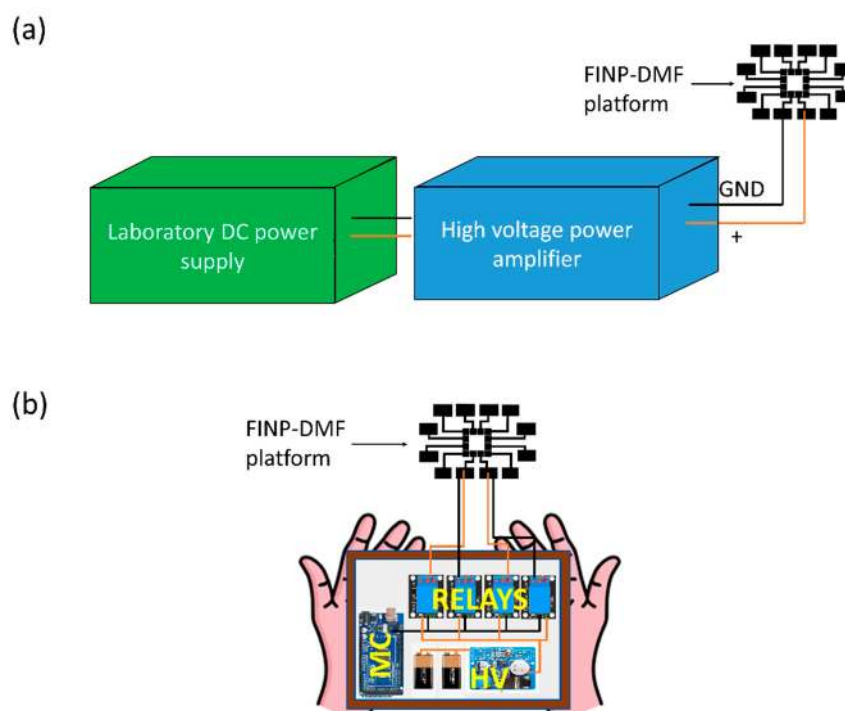 (a)
FINP-DMF
platform
GND
Laboratory DC power
supply
High voltage power
amplifier
+
(b)
FINP-DMF
platform
RELAYS
MC
HV